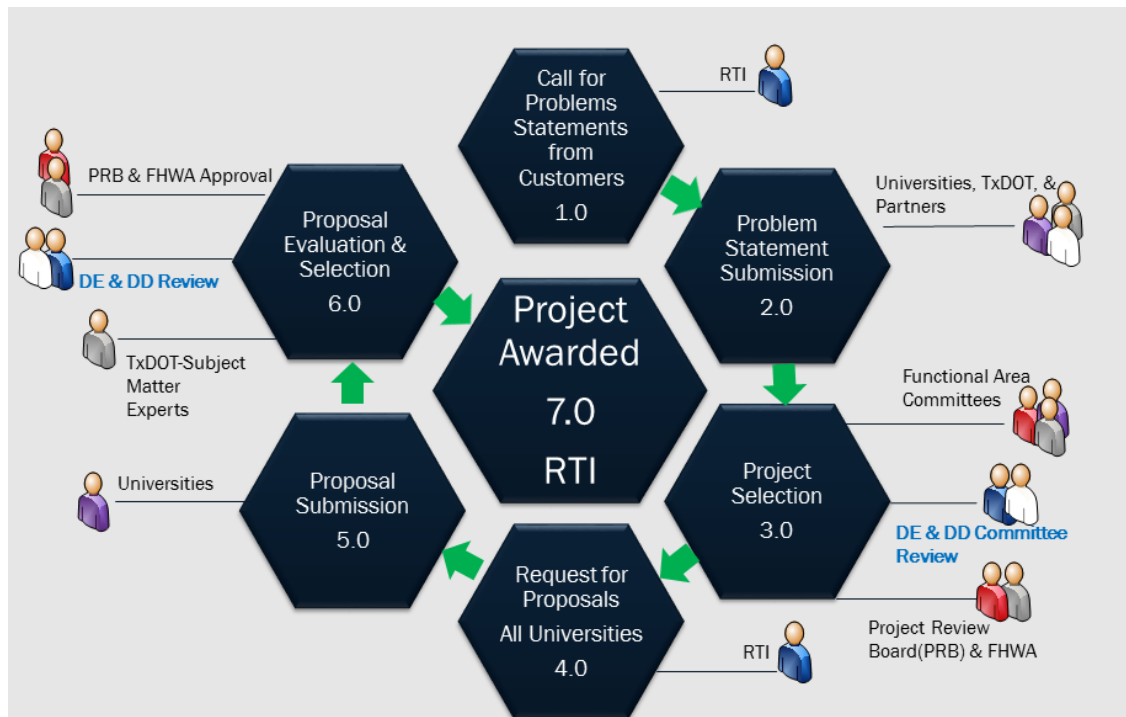 Call for
Problems
Statements
from
Customers
1.0
RTI
Problem
Statement
Submission
2.0
Universities, TxDOT, &
Partners
Project
Selection
3.0
Functional Area
Committees
DE & DD Committee
Review
Project Review
Board(PRB) & FHWA
Request for
Proposals
All Universities
4.0
RTI
Proposal
Submission
5.0
Universities
Proposal
Evaluation &
Selection
6.0
PRB & FHWA Approval
DE & DD Review
TxDOT-Subject
Matter
Experts
Project
Awarded
7.0
RTI